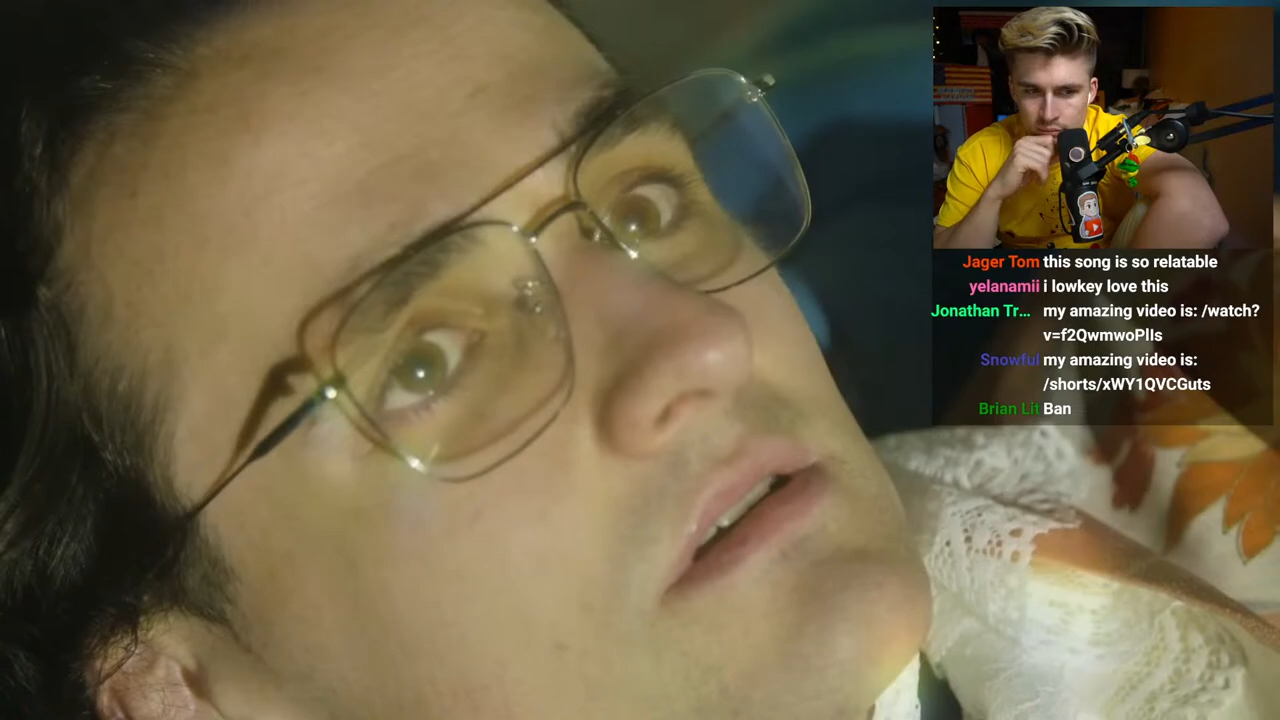 Jager Tom this song is so relatable
yelanamii i lowkey love this
Jonathan Tr... my amazing video is: /watch?
v=f2QwmwoPlIs
Snowful my amazing video is:
/shorts/xWY1QVCGuts
Brian Lit Ban